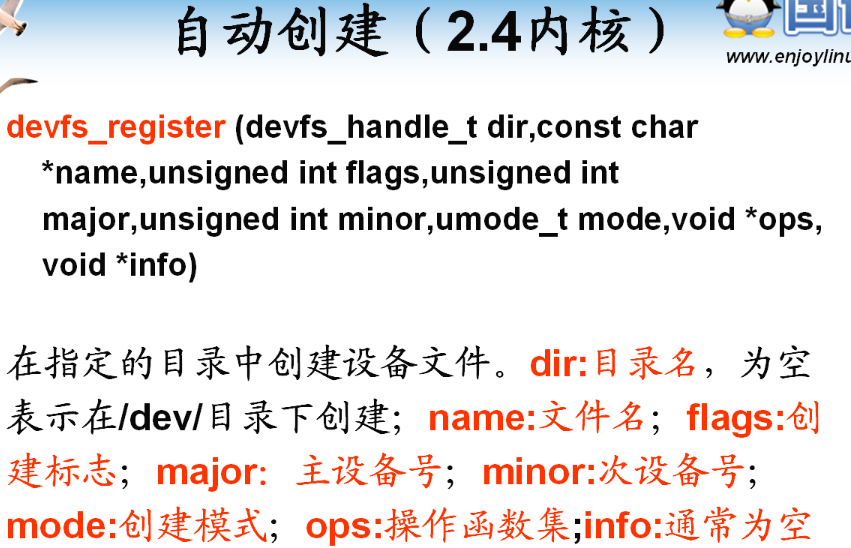 自动创建（2.4内核）
www.enjoylinu
devfs_register (devfs_handle_t dir,const char
*name,unsigned int flags,unsigned int
major,unsigned int minor,umode_t mode,void *ops,
void *info)
在指定的目录中创建设备文件。dir:目录名，为空
表示在/dev/目录下创建；name:文件名；flags:创
建标志；major：主设备号；minor:次设备号；
mode:创建模式；ops:操作函数集;info:通常为空